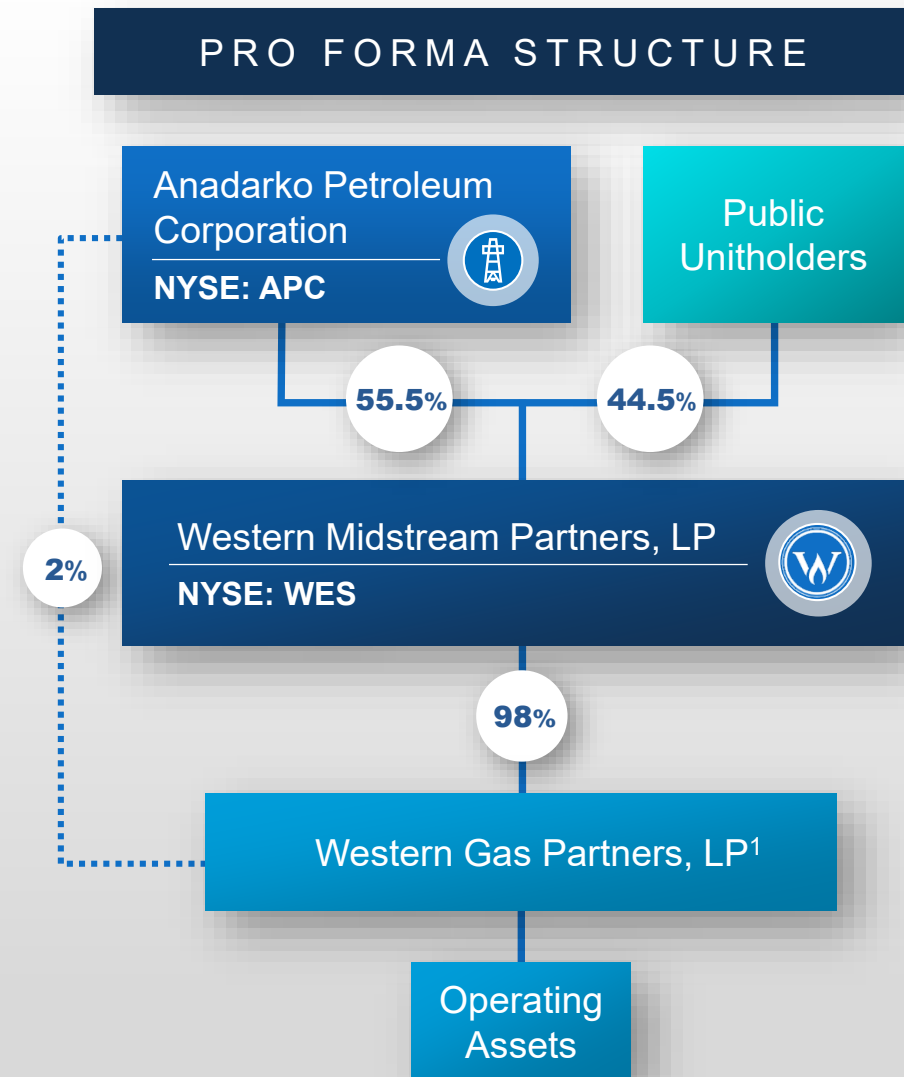 PRO FORMA STRUCTURE
Anadarko Petroleum
Corporation
NYSE: APC
Public
Unitholders
55.5%
44.5%
Western Midstream Partners, LP
NYSE: WES
W
2%
98%
Western Gas Partners, LP¹
Operating
Assets